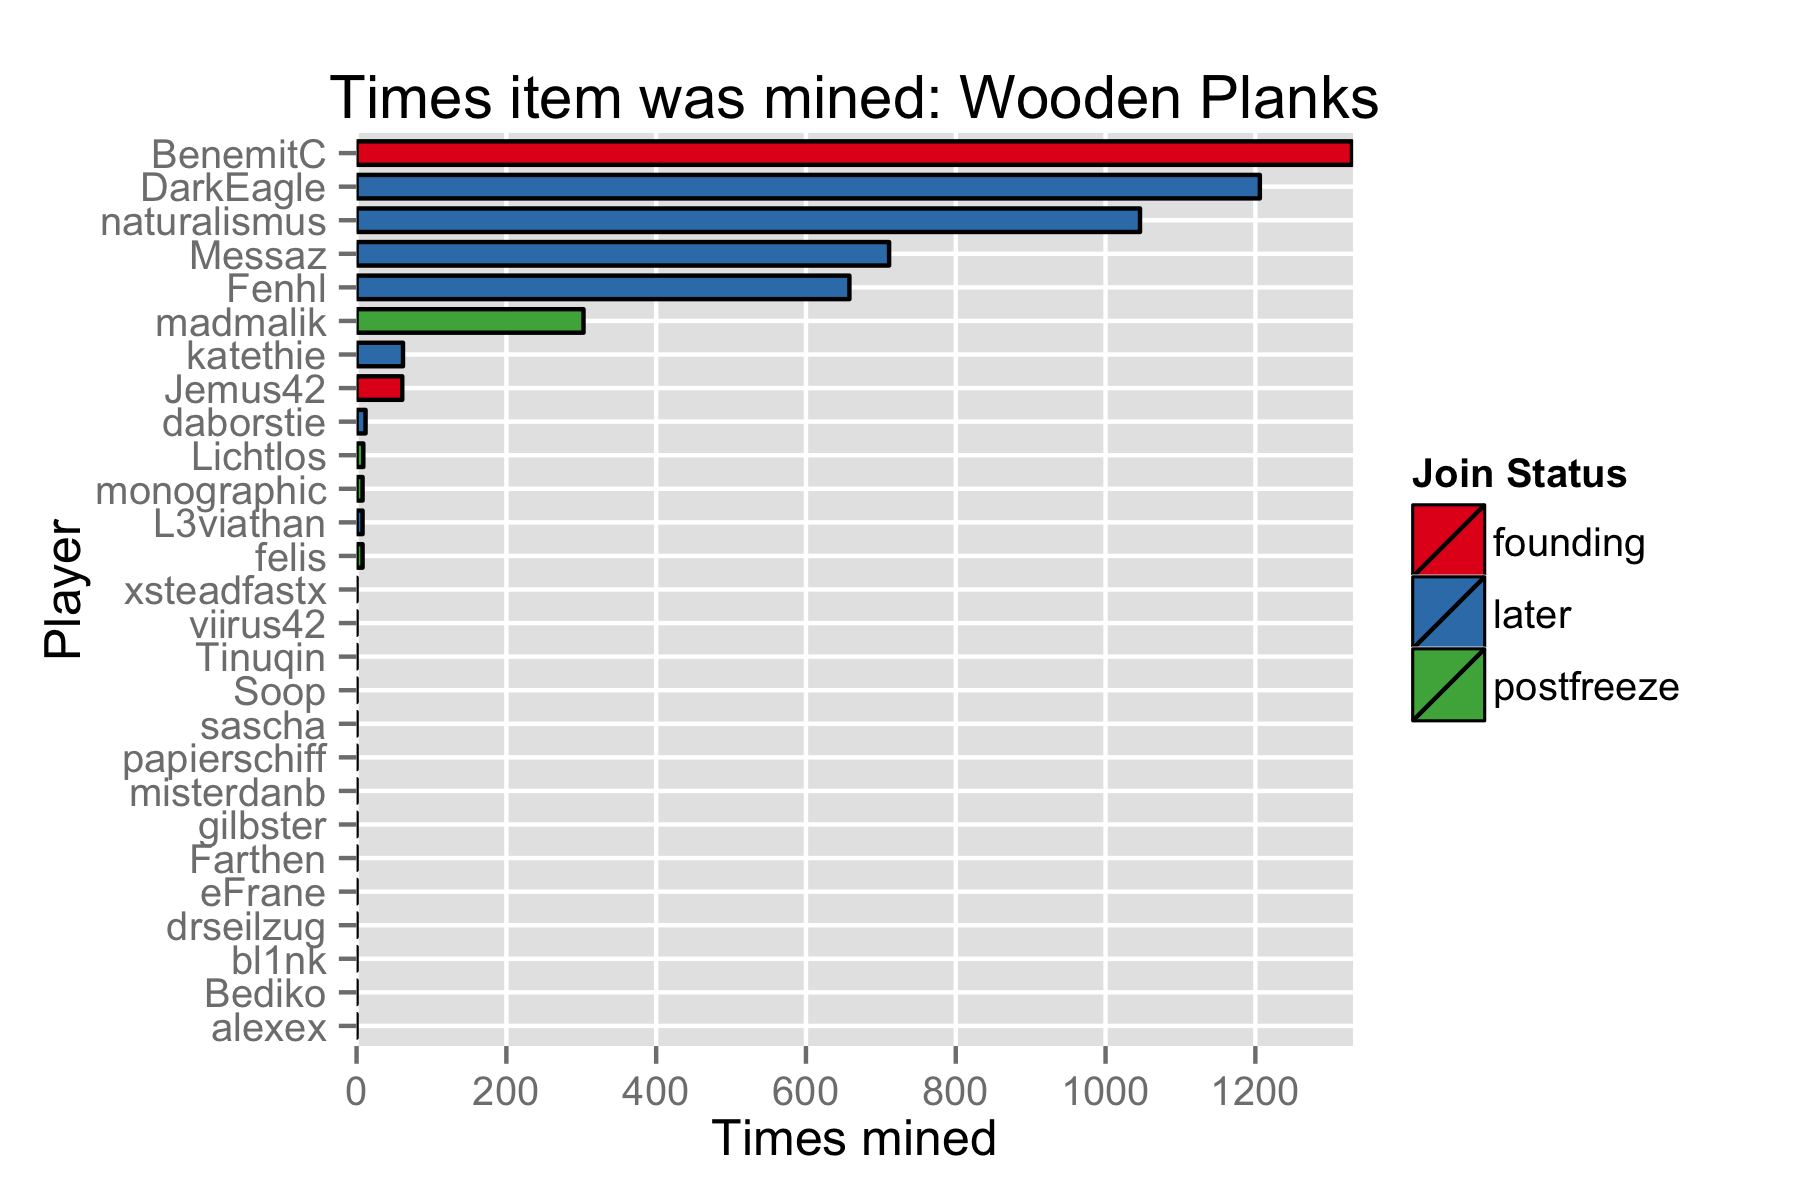 Times item was mined: Wooden Planks
Player
BenemitC
DarkEagle
naturalismus
Messaz
Fenhl
madmalik
katethie
Jemus42
daborstie
Lichtlos
monographic
L3viathan
felis
xsteadfastx
viirus42
Tinuqin
Soop
sascha
papierschiff
misterdanb
gilbster
Farthen
eFrane
drseilzug
bl1nk
Bediko
alexex
0 200 400 600 800 1000 1200
Times mined
Join Status
founding
later
postfreeze